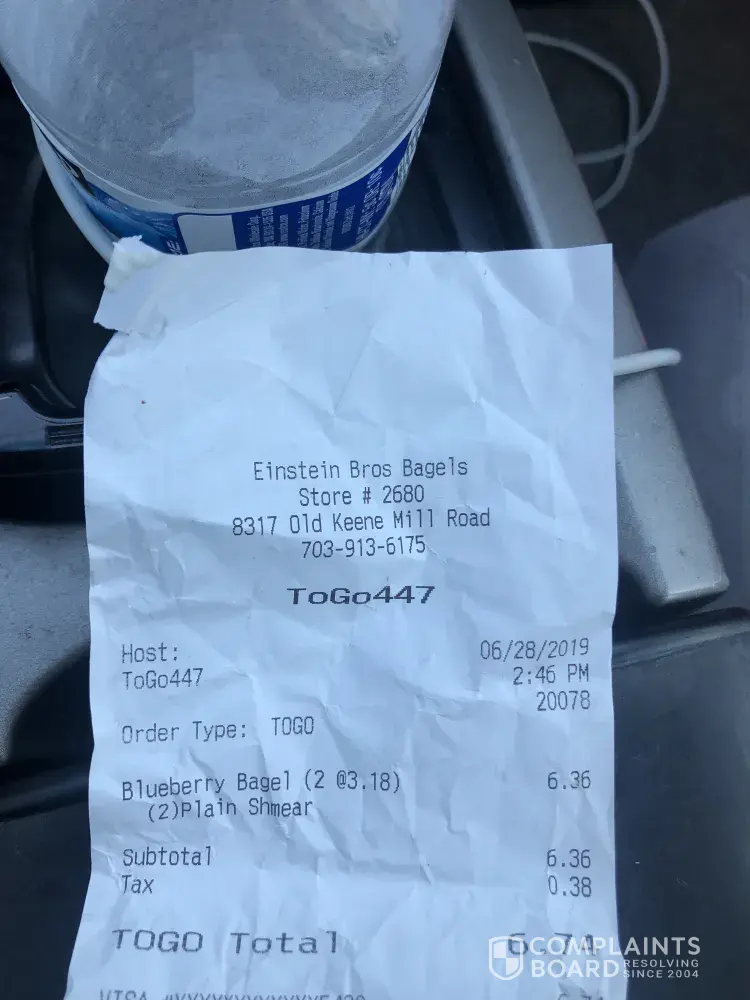 Einstein Bros Bagels
Store # 2680
8317 Old Keene Mill Road
703-913-6175
ToGo447
Host: 06/28/2019
ToGo447 2:46 PM
20078
Order Type: TOGO
Blueberry Bagel (2 @3.18) 6.36
(2)Plain Shmear
Subtotal 6.36
Tax 0.38
TOGO Total 6.74
COMPLAINTS
BOARD RESOLVING
SINCE 2004